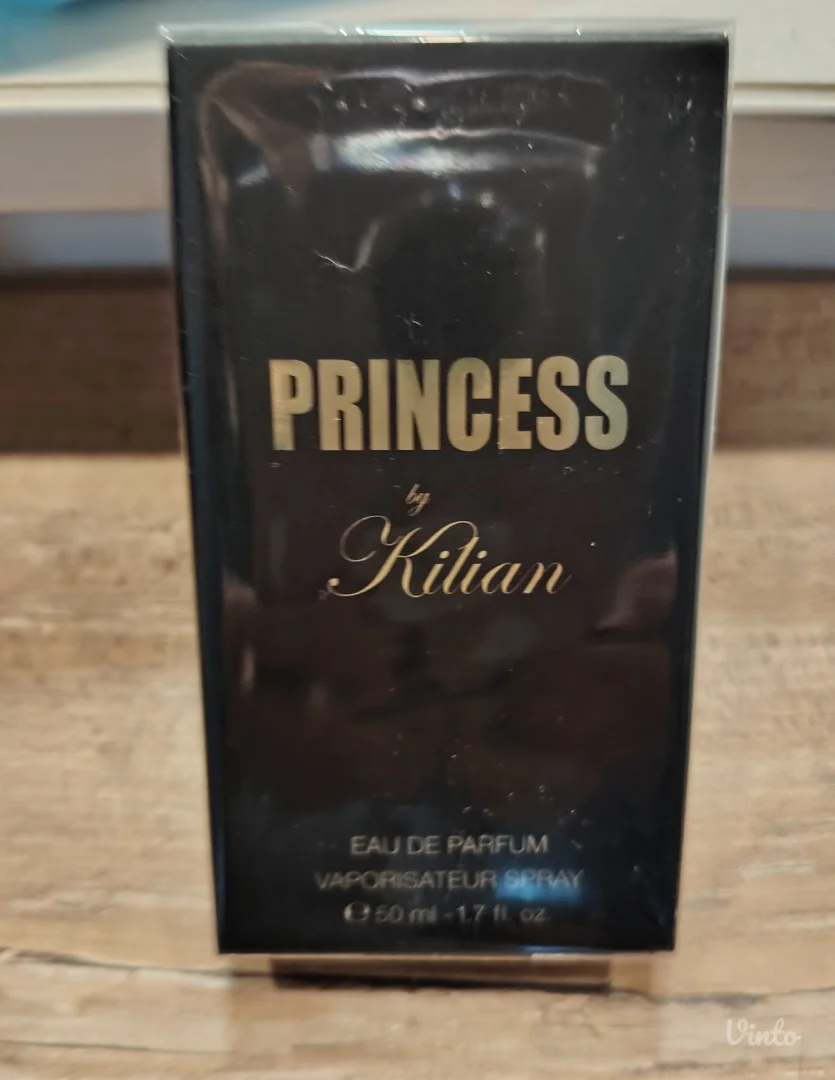 PRINCESS
by
Kilian
EAU DE PARFUM
VAPORISATEUR SPRAY
℮ 50 ml - 1.7 fl. oz.
Vinto